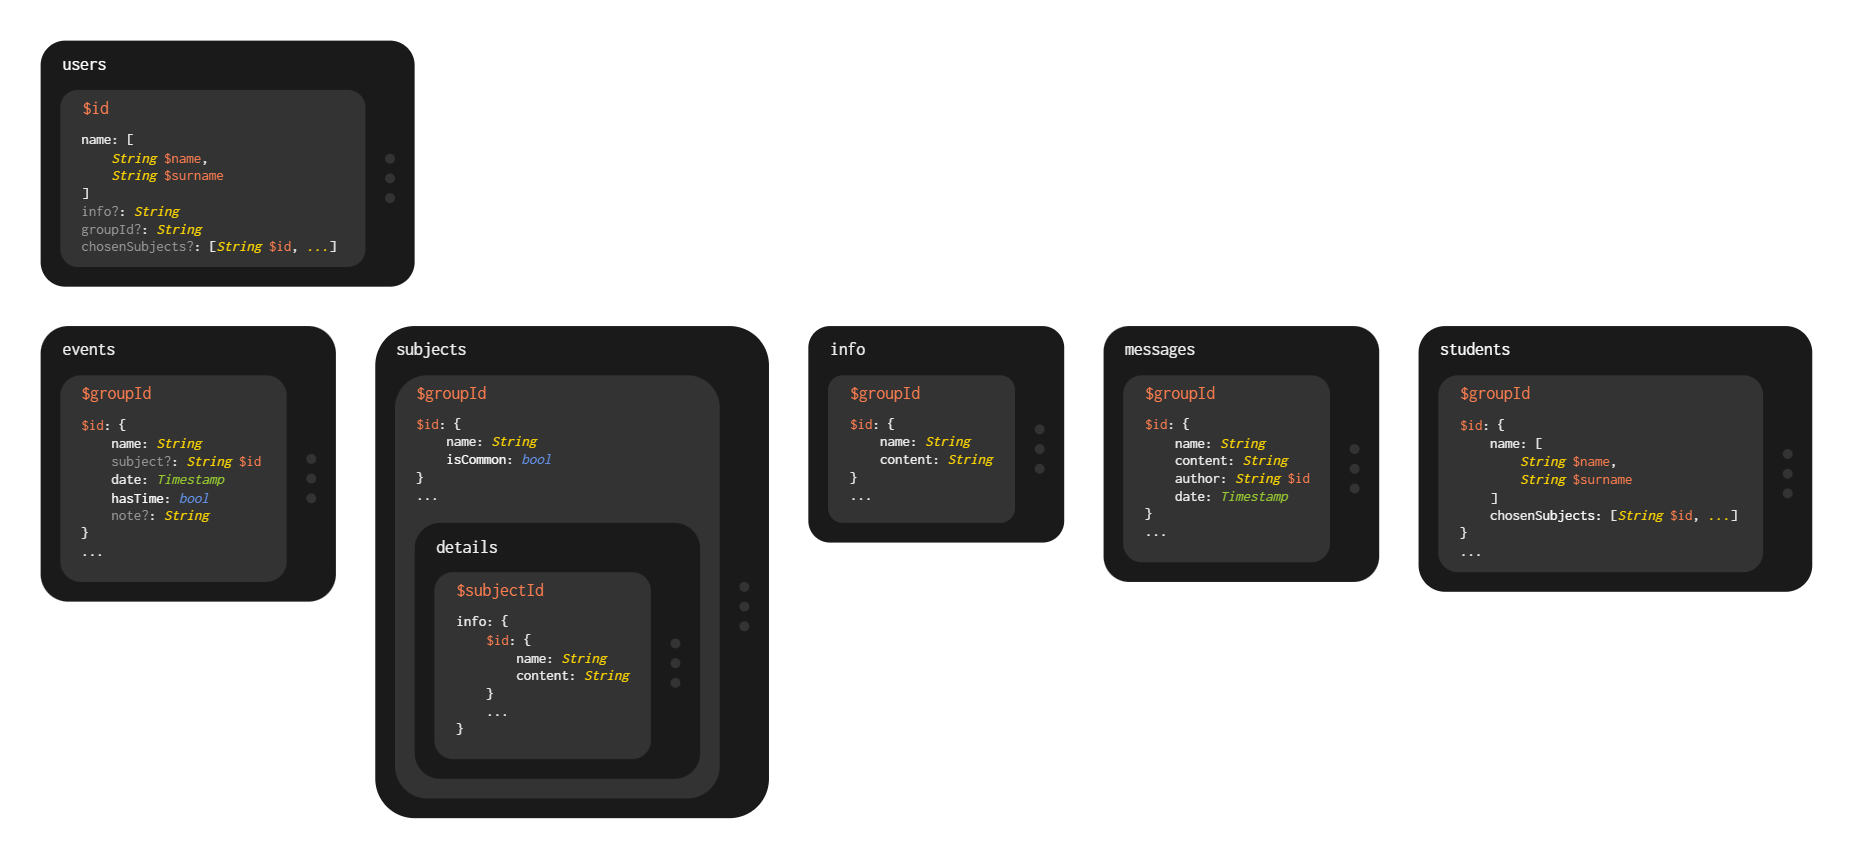 users
$id
name: [
    String $name,
    String $surname
]
info?: String
groupId?: String
chosenSubjects?: [String $id, ...]
events
$groupId
$id: {
    name: String
    subject?: String $id
    date: Timestamp
    hasTime: bool
    note?: String
}
...
subjects
$groupId
$id: {
    name: String
    isCommon: bool
}
...
details
$subjectId
info: {
    $id: {
        name: String
        content: String
    }
    ...
}
info
$groupId
$id: {
    name: String
    content: String
}
...
messages
$groupId
$id: {
    name: String
    content: String
    author: String $id
    date: Timestamp
}
...
students
$groupId
$id: {
    name: [
        String $name,
        String $surname
    ]
    chosenSubjects: [String $id, ...]
}
...